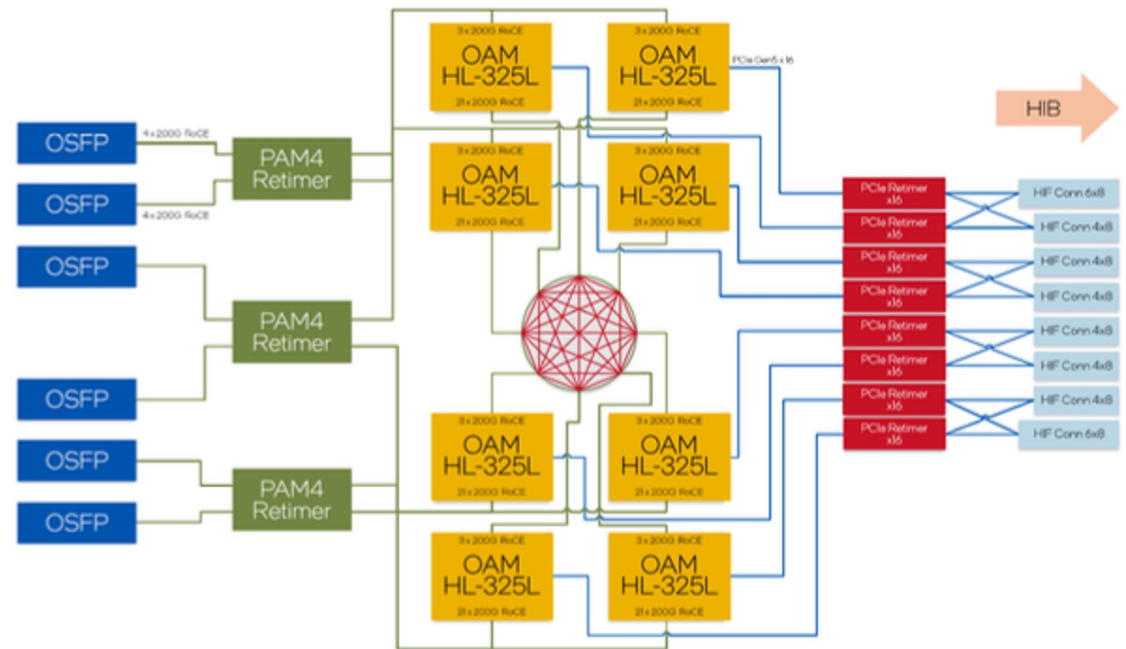 OSFP
4 x 200G RoCE
OSFP
4 x 200G RoCE
OSFP
OSFP
OSFP
OSFP
PAM4
Retimer
PAM4
Retimer
PAM4
Retimer
3 x 200G RoCE
OAM
HL-325L
21 x 200G RoCE
3 x 200G RoCE
OAM
HL-325L
21 x 200G RoCE
PCIe Gen5 x 16
3 x 200G RoCE
OAM
HL-325L
21 x 200G RoCE
3 x 200G RoCE
OAM
HL-325L
21 x 200G RoCE
3 x 200G RoCE
OAM
HL-325L
21 x 200G RoCE
3 x 200G RoCE
OAM
HL-325L
21 x 200G RoCE
3 x 200G RoCE
OAM
HL-325L
21 x 200G RoCE
3 x 200G RoCE
OAM
HL-325L
21 x 200G RoCE
HIB
PCIe Retimer
x16
PCIe Retimer
x16
PCIe Retimer
x16
PCIe Retimer
x16
PCIe Retimer
x16
PCIe Retimer
x16
PCIe Retimer
x16
PCIe Retimer
x16
HIF Conn 6x8
HIF Conn 4x8
HIF Conn 4x8
HIF Conn 4x8
HIF Conn 4x8
HIF Conn 4x8
HIF Conn 4x8
HIF Conn 6x8